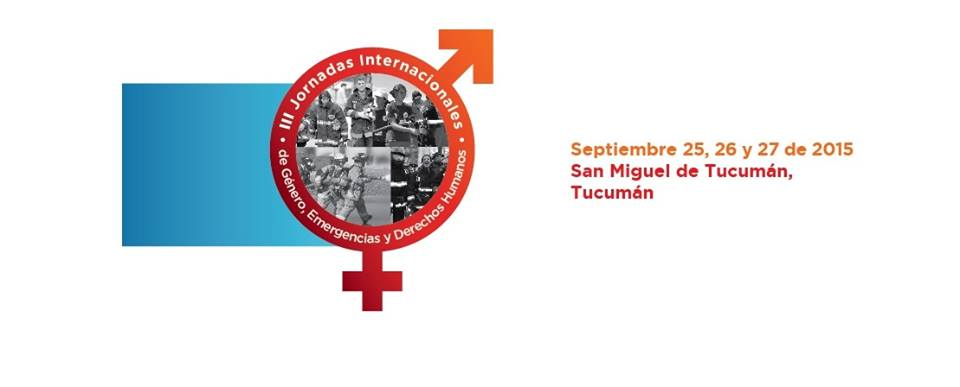 III Jornadas Internacionales
de Género, Emergencias y Derechos Humanos
Septiembre 25, 26 y 27 de 2015
San Miguel de Tucumán,
Tucumán